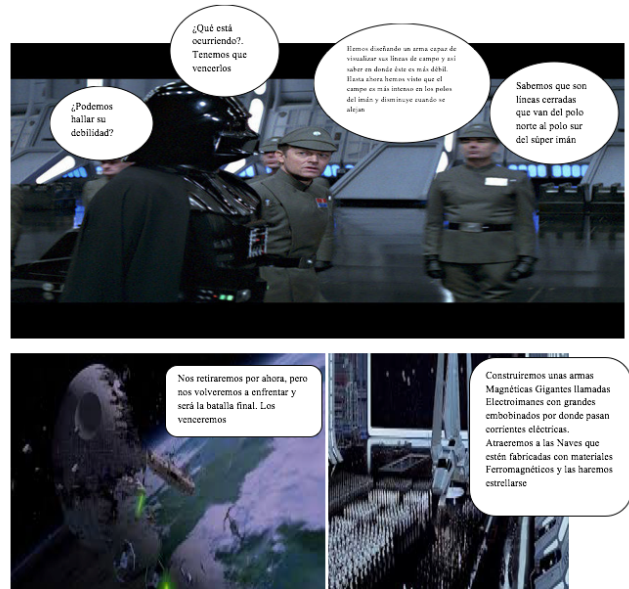 ¿Qué está
ocurriendo?.
Tenemos que
vencerlos
¿Podemos
hallar su
debilidad?
Hemos diseñando un arma capaz de
visualizar sus líneas de campo y así
saber en donde éste es más débil.
Hasta ahora hemos visto que el
campo es más intenso en los polos
del imán y disminuye cuando se
alejan
Sabemos que son
líneas cerradas
que van del polo
norte al polo sur
del súper imán
Nos retiraremos por ahora, pero
nos volveremos a enfrentar y
será la batalla final. Los
venceremos
Construiremos unas armas
Magnéticas Gigantes llamadas
Electroimanes con grandes
embobinados por donde pasan
corrientes eléctricas.
Atraeremos a las Naves que
estén fabricadas con materiales
Ferromagnéticos y las haremos
estrellarse